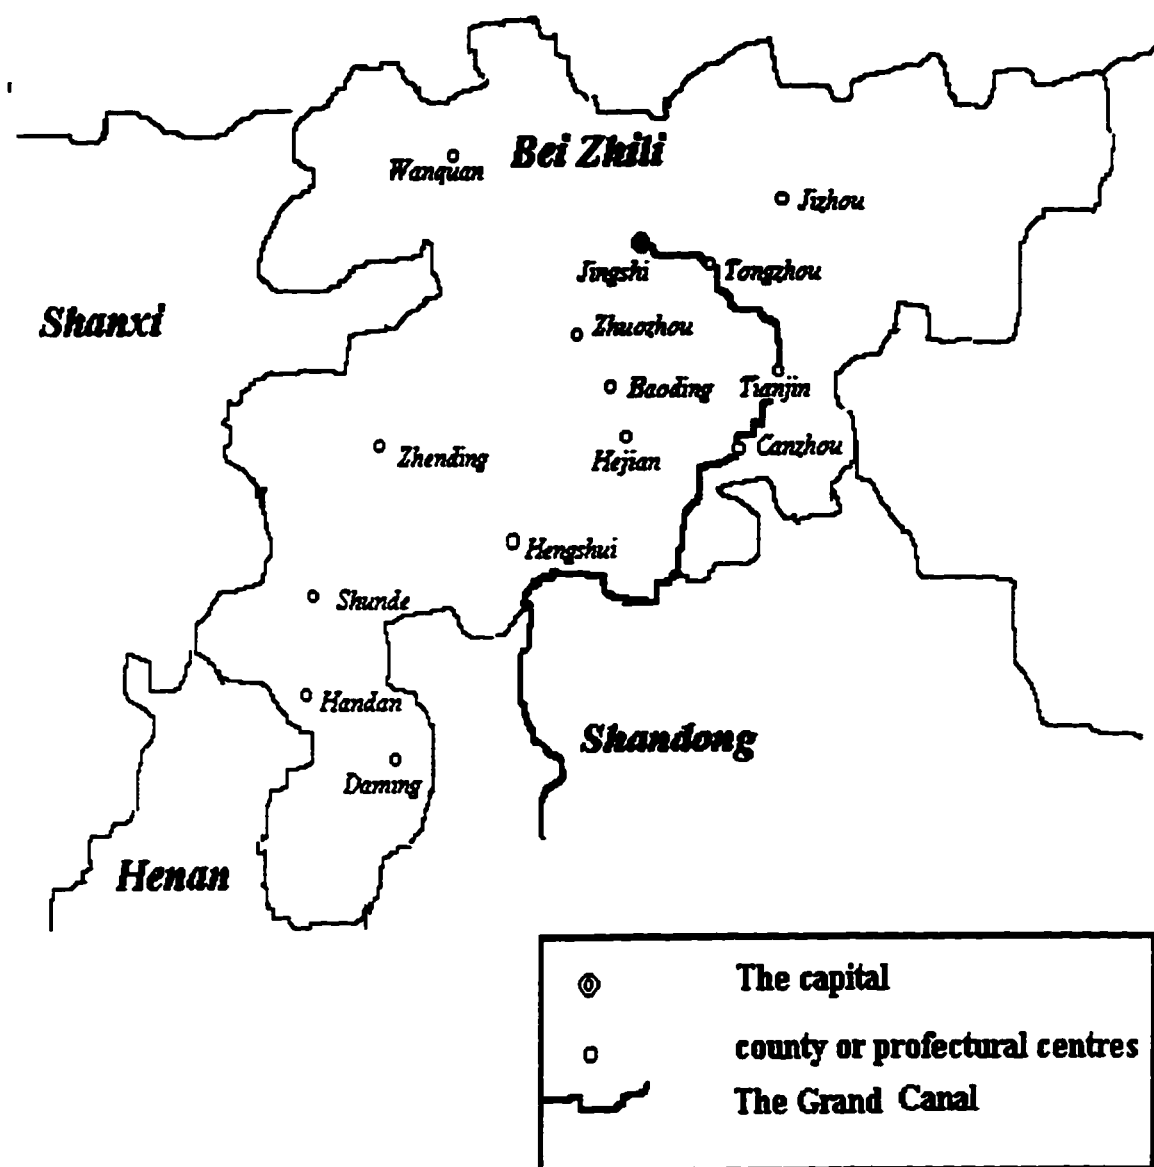 Bei Zhili
Wanquan
Jizhou
Jingshi
Tongzhou
Shanxi
Zhuozhou
Baoding
Tianjin
Zhending
Hejian
Canzhou
Hengshui
Shunde
Handan
Shandong
Daming
Henan
The capital
county or profectural centres
The Grand Canal